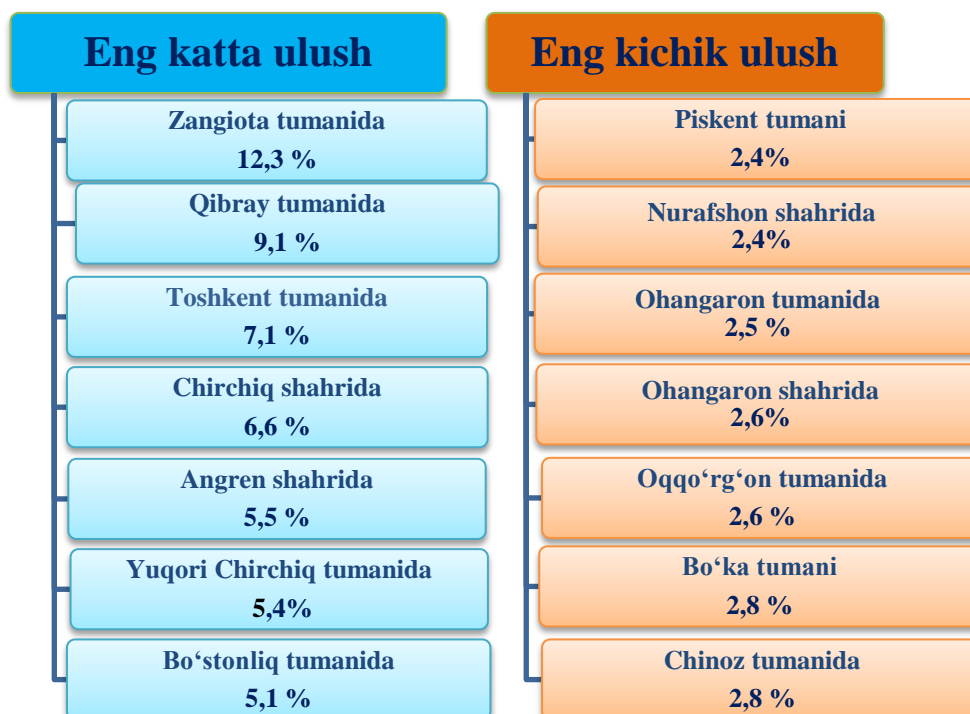 Eng katta ulush
Zangiota tumanida
12,3 %
Qibray tumanida
9,1 %
Toshkent tumanida
7,1 %
Chirchiq shahrida
6,6 %
Angren shahrida
5,5 %
Yuqori Chirchiq tumanida
5,4%
Bo‘stonliq tumanida
5,1 %
Eng kichik ulush
Piskent tumani
2,4%
Nurafshon shahrida
2,4%
Ohangaron tumanida
2,5 %
Ohangaron shahrida
2,6%
Oqqo‘rg‘on tumanida
2,6 %
Bo‘ka tumani
2,8 %
Chinoz tumanida
2,8 %